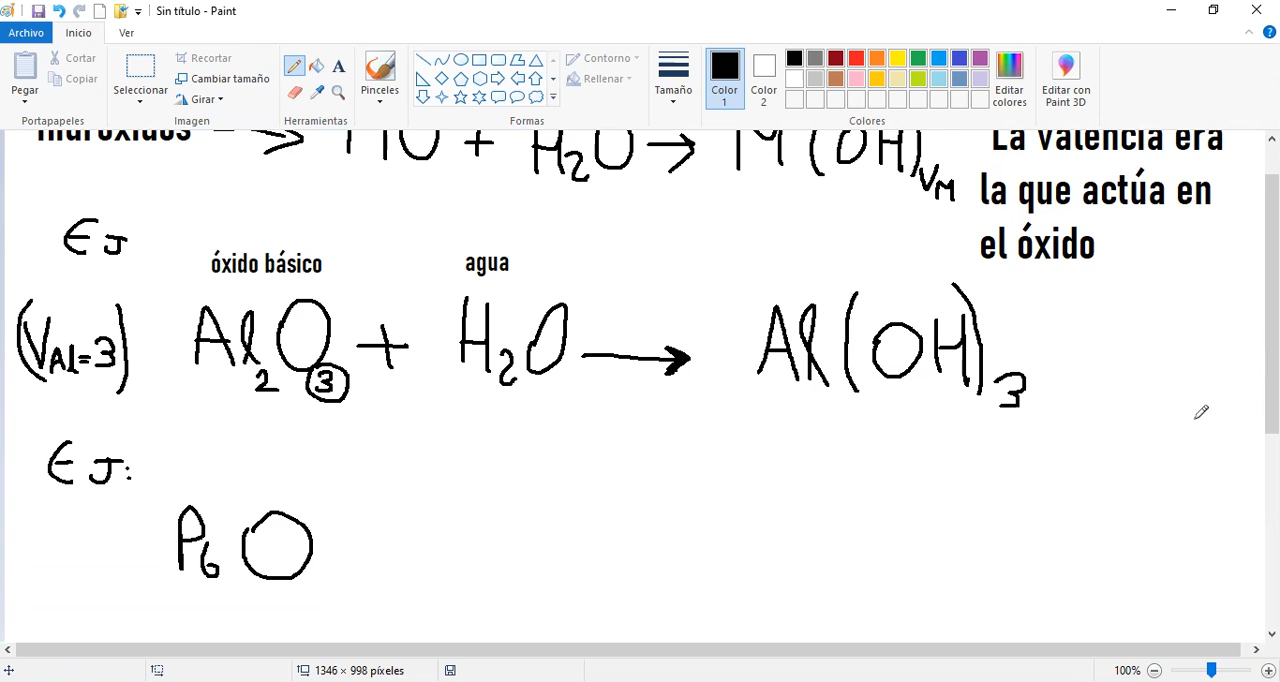 Sin título - Paint
Archivo Inicio Ver
Pegar
Cortar
Copiar
Portapapeles
Seleccionar
Recortar
Cambiar tamaño
Girar
Imagen
A
Herramientas
Pinceles
Formas
Contorno
Rellenar
Tamaño
Color 1
Color 2
Editar colores
Editar con Paint 3D
Colores
Hidróxidos → MO + H2O → M(OH)VM
La valencia era
la que actúa en
el óxido
EJ
óxido básico agua
(VAl=3) Al2O3 + H2O → Al(OH)3
EJ:
Pb O
1346 × 998 píxeles
100%